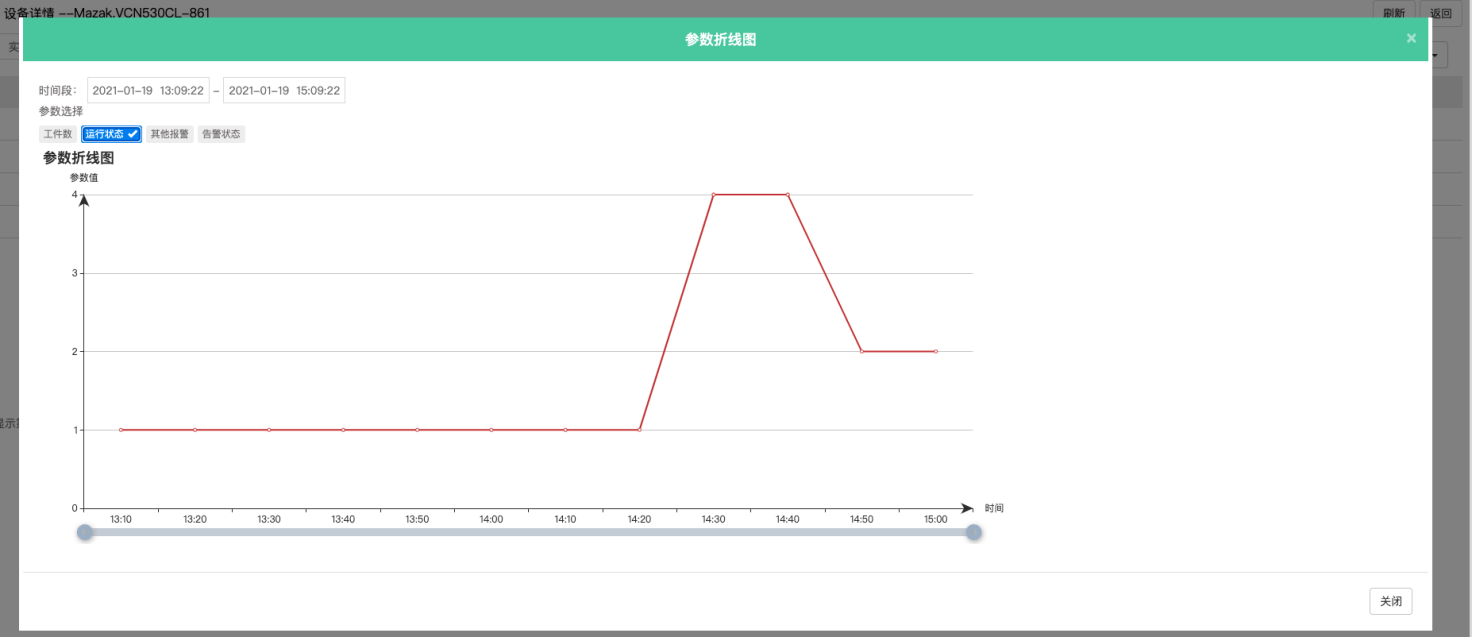 设备详情 --Mazak.VCN530CL-861
刷新 返回
参数折线图 ×
时间段: 2021-01-19 13:09:22 - 2021-01-19 15:09:22
参数选择
工件数 运行状态 其他报警 告警状态
参数折线图
参数值
4
3
2
1
0
13:10 13:20 13:30 13:40 13:50 14:00 14:10 14:20 14:30 14:40 14:50 15:00 时间
关闭